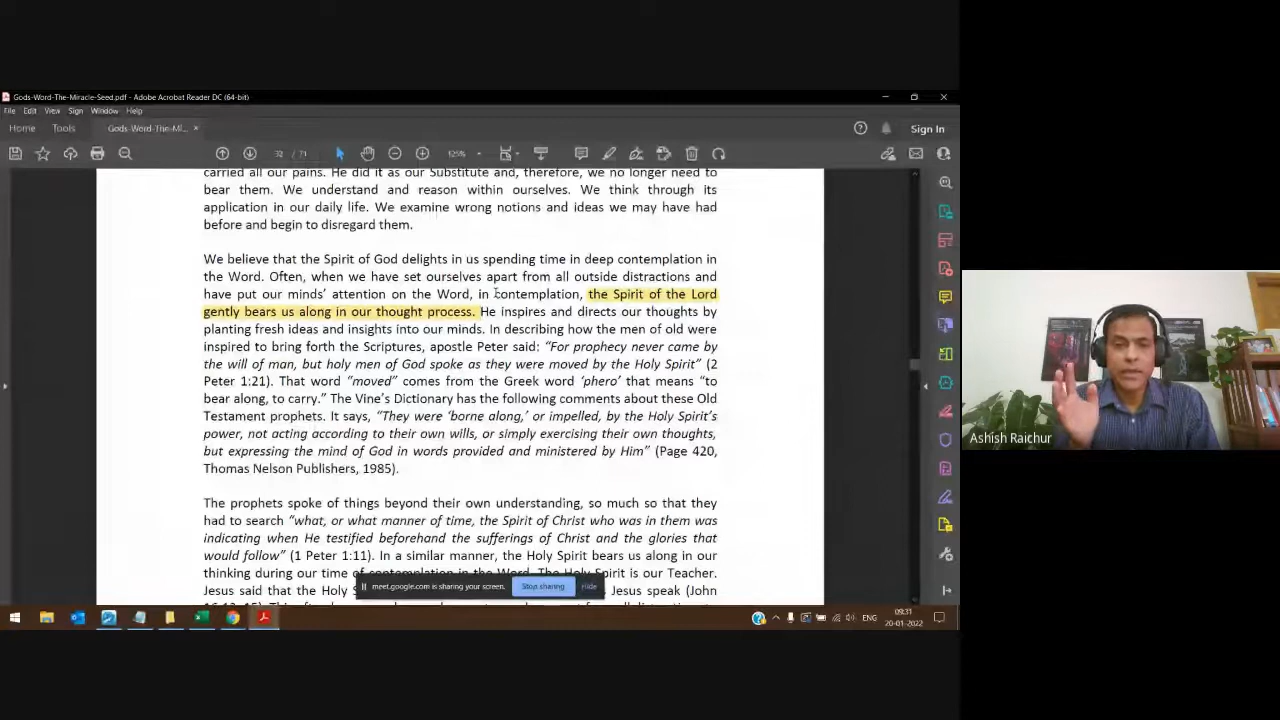 Gods-Word-The-Miracle-Seed.pdf - Adobe Acrobat Reader DC (64-bit)
File Edit View Sign Window Help
Home Tools Gods-Word-The-Mi... × Sign In
32 / 71 125%
carried all our pains. He did it as our Substitute and, therefore, we no longer need to
bear them. We understand and reason within ourselves. We think through its
application in our daily life. We examine wrong notions and ideas we may have had
before and begin to disregard them.
We believe that the Spirit of God delights in us spending time in deep contemplation in
the Word. Often, when we have set ourselves apart from all outside distractions and
have put our minds’ attention on the Word, in contemplation, the Spirit of the Lord
gently bears us along in our thought process. He inspires and directs our thoughts by
planting fresh ideas and insights into our minds. In describing how the men of old were
inspired to bring forth the Scriptures, apostle Peter said: “For prophecy never came by
the will of man, but holy men of God spoke as they were moved by the Holy Spirit” (2
Peter 1:21). That word “moved” comes from the Greek word ‘phero’ that means “to
bear along, to carry.” The Vine’s Dictionary has the following comments about these Old
Testament prophets. It says, “They were ‘borne along,’ or impelled, by the Holy Spirit’s
power, not acting according to their own wills, or simply exercising their own thoughts,
but expressing the mind of God in words provided and ministered by Him” (Page 420,
Thomas Nelson Publishers, 1985).
The prophets spoke of things beyond their own understanding, so much so that they
had to search “what, or what manner of time, the Spirit of Christ who was in them was
indicating when He testified beforehand the sufferings of Christ and the glories that
would follow” (1 Peter 1:11). In a similar manner, the Holy Spirit bears us along in our
thinking during our time of contemplation in the Word. The Holy Spirit is our Teacher.
Jesus said that the Holy S Jesus speak (John
meet.google.com is sharing your screen. Stop sharing Hide
ENG
09:31
20-01-2022
Ashish Raichur